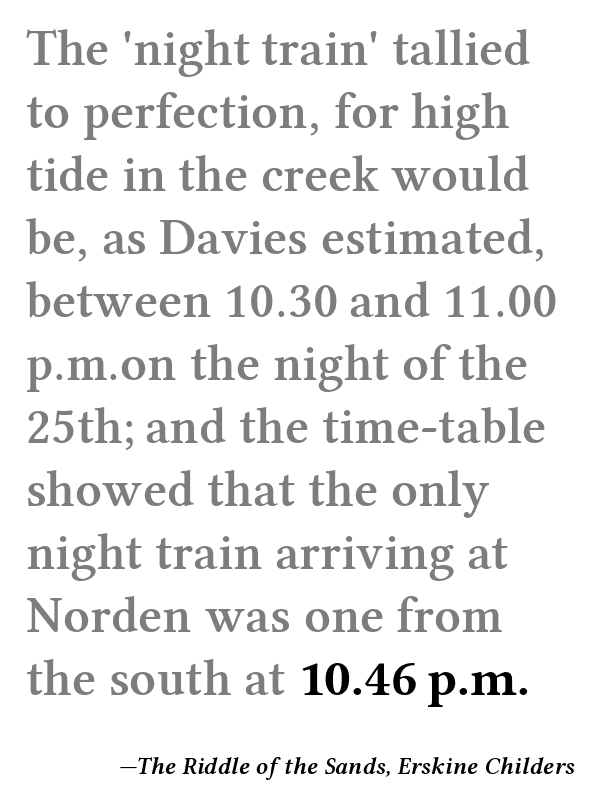 The 'night train' tallied
to perfection, for high
tide in the creek would
be, as Davies estimated,
between 10.30 and 11.00
p.m.on the night of the
25th; and the time-table
showed that the only
night train arriving at
Norden was one from
the south at 10.46 p.m.
—The Riddle of the Sands, Erskine Childers